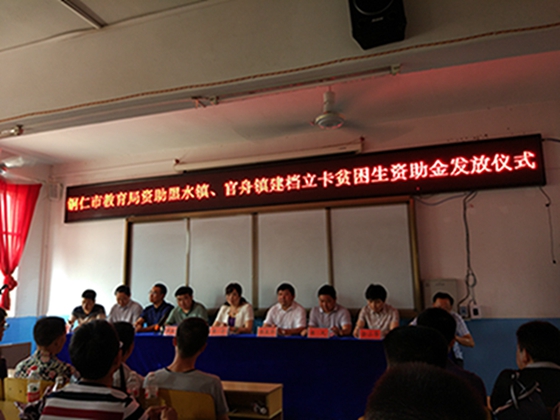 铜仁市教育局资助黑水镇、官舟镇建档立卡贫困生资助金发放仪式